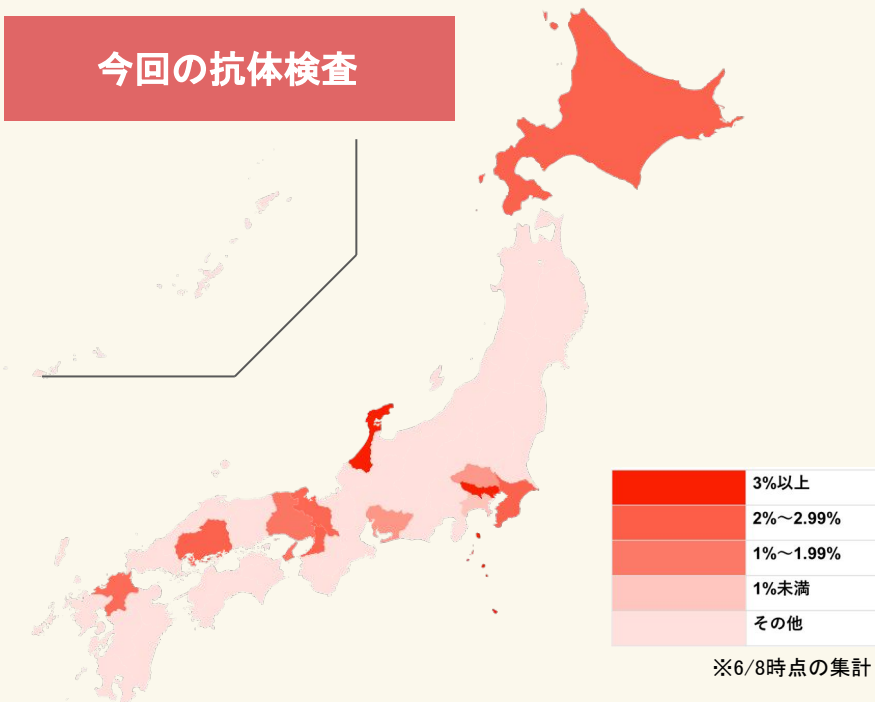 今回の抗体検査
3%以上
2%～2.99%
1%～1.99%
1%未満
その他
※6/8時点の集計